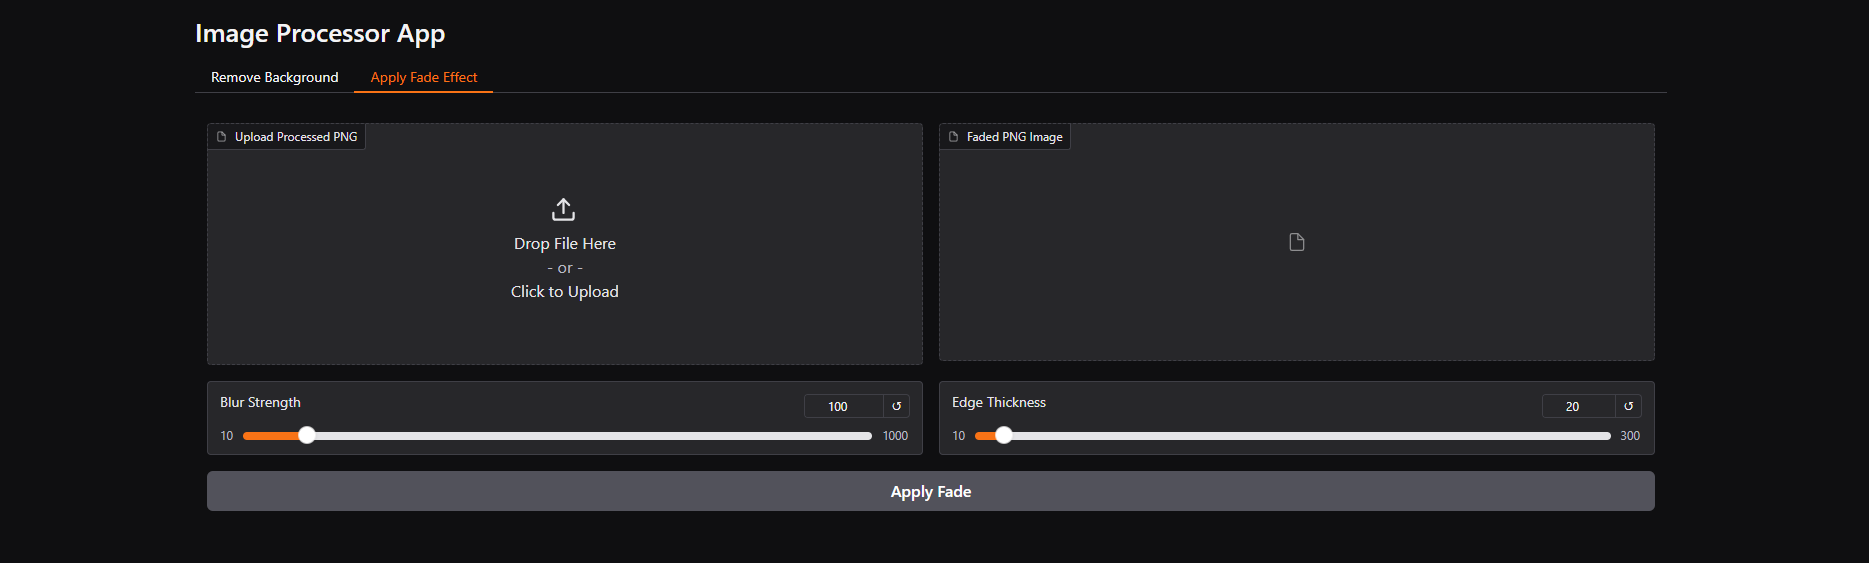 Image Processor App
Remove Background
Apply Fade Effect
Upload Processed PNG
Drop File Here
- or -
Click to Upload
Faded PNG Image
Blur Strength
100
10
1000
Edge Thickness
20
10
300
Apply Fade